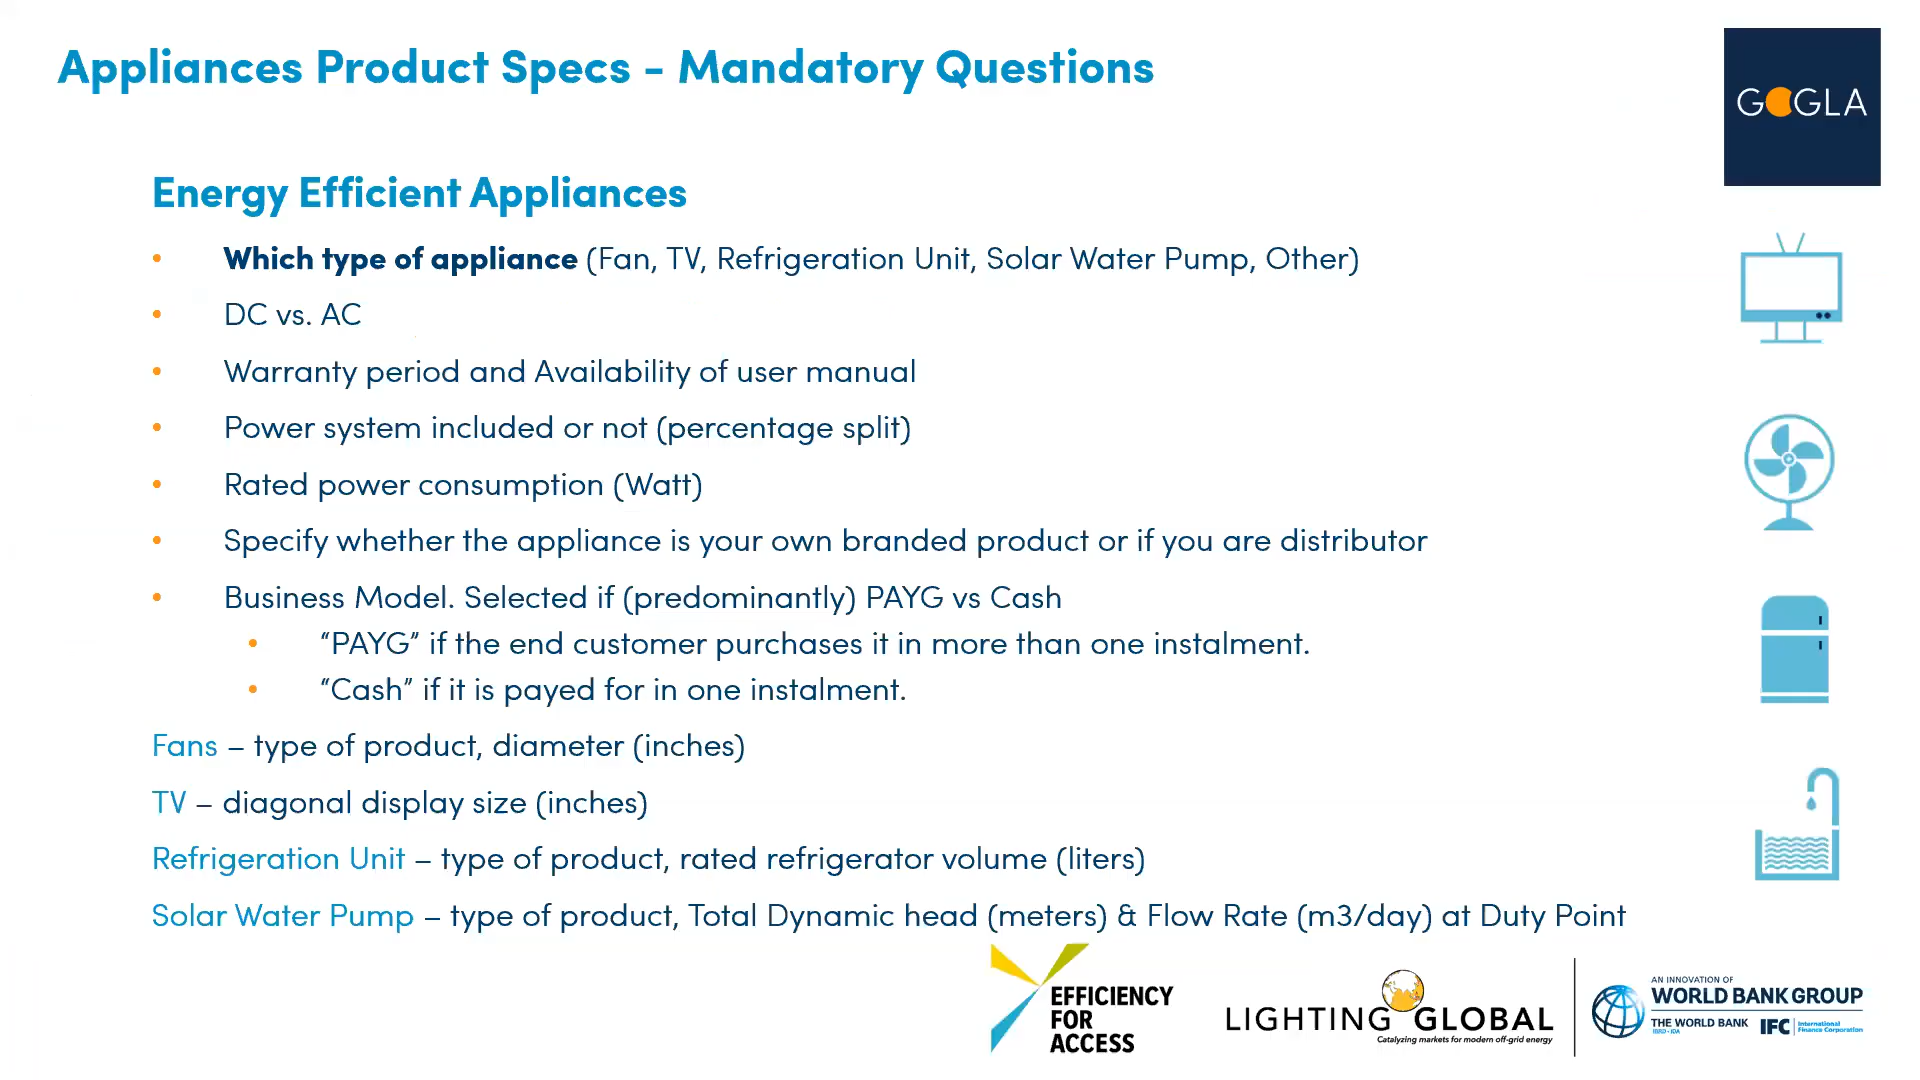 Appliances Product Specs - Mandatory Questions
GOGLA
Energy Efficient Appliances
• Which type of appliance (Fan, TV, Refrigeration Unit, Solar Water Pump, Other)
• DC vs. AC
• Warranty period and Availability of user manual
• Power system included or not (percentage split)
• Rated power consumption (Watt)
• Specify whether the appliance is your own branded product or if you are distributor
• Business Model. Selected if (predominantly) PAYG vs Cash
• “PAYG” if the end customer purchases it in more than one instalment.
• “Cash” if it is payed for in one instalment.
Fans – type of product, diameter (inches)
TV – diagonal display size (inches)
Refrigeration Unit – type of product, rated refrigerator volume (liters)
Solar Water Pump – type of product, Total Dynamic head (meters) & Flow Rate (m3/day) at Duty Point
EFFICIENCY
FOR
ACCESS
LIGHTING GLOBAL
Catalyzing markets for modern off-grid energy
AN INNOVATION OF
WORLD BANK GROUP
THE WORLD BANK
IBRD • IDA
IFC
International
Finance Corporation